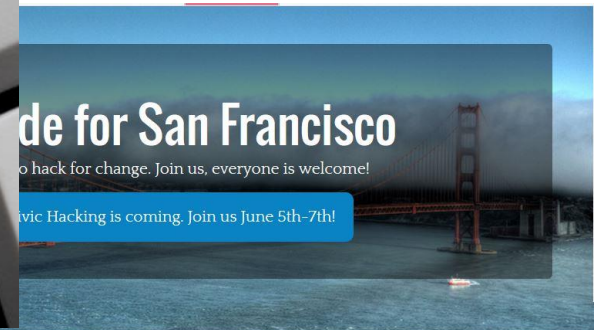 de for San Francisco
o hack for change. Join us, everyone is welcome!
ivic Hacking is coming. Join us June 5th-7th!